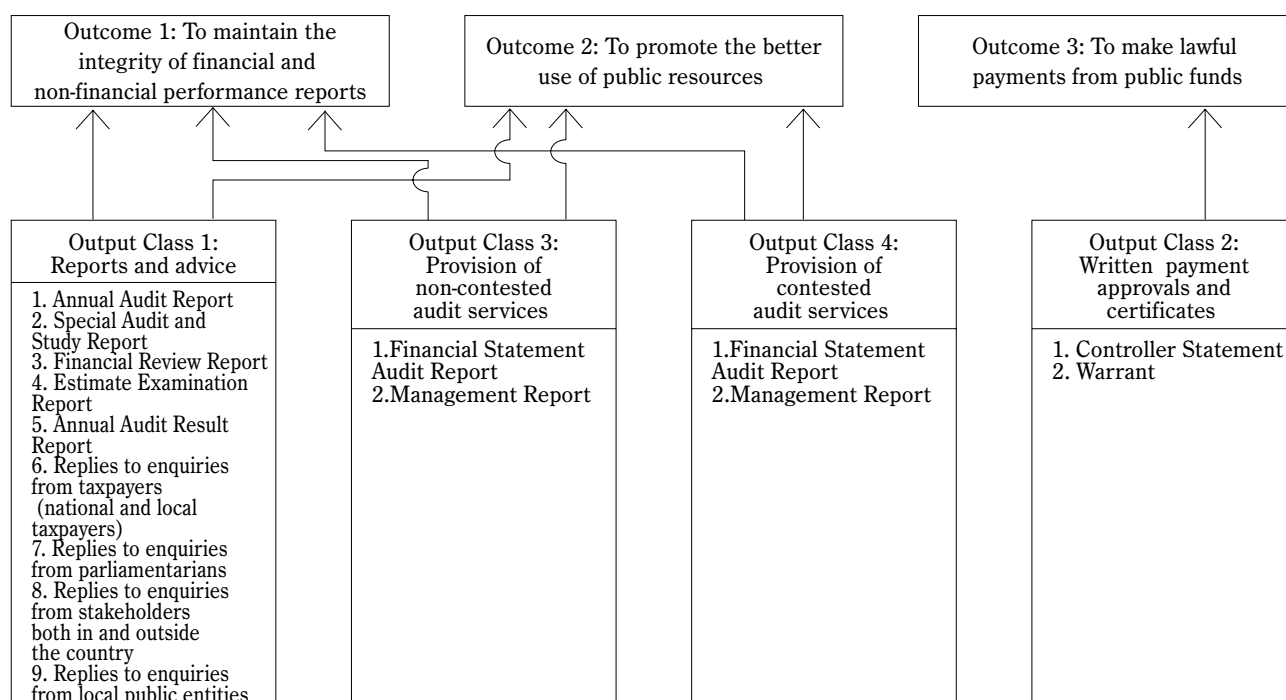 Outcome 1: To maintain the
integrity of financial and
non-financial performance reports
Outcome 2: To promote the better
use of public resources
Outcome 3: To make lawful
payments from public funds
Output Class 1:
Reports and advice
1. Annual Audit Report
2. Special Audit and
Study Report
3. Financial Review Report
4. Estimate Examination
Report
5. Annual Audit Result
Report
6. Replies to enquiries
from taxpayers
(national and local
taxpayers)
7. Replies to enquiries
from parliamentarians
8. Replies to enquiries
from stakeholders
both in and outside
the country
9. Replies to enquiries
from local public entities
Output Class 3:
Provision of
non-contested
audit services
1.Financial Statement
Audit Report
2.Management Report
Output Class 4:
Provision of
contested
audit services
1.Financial Statement
Audit Report
2.Management Report
Output Class 2:
Written payment
approvals and
certificates
1. Controller Statement
2. Warrant